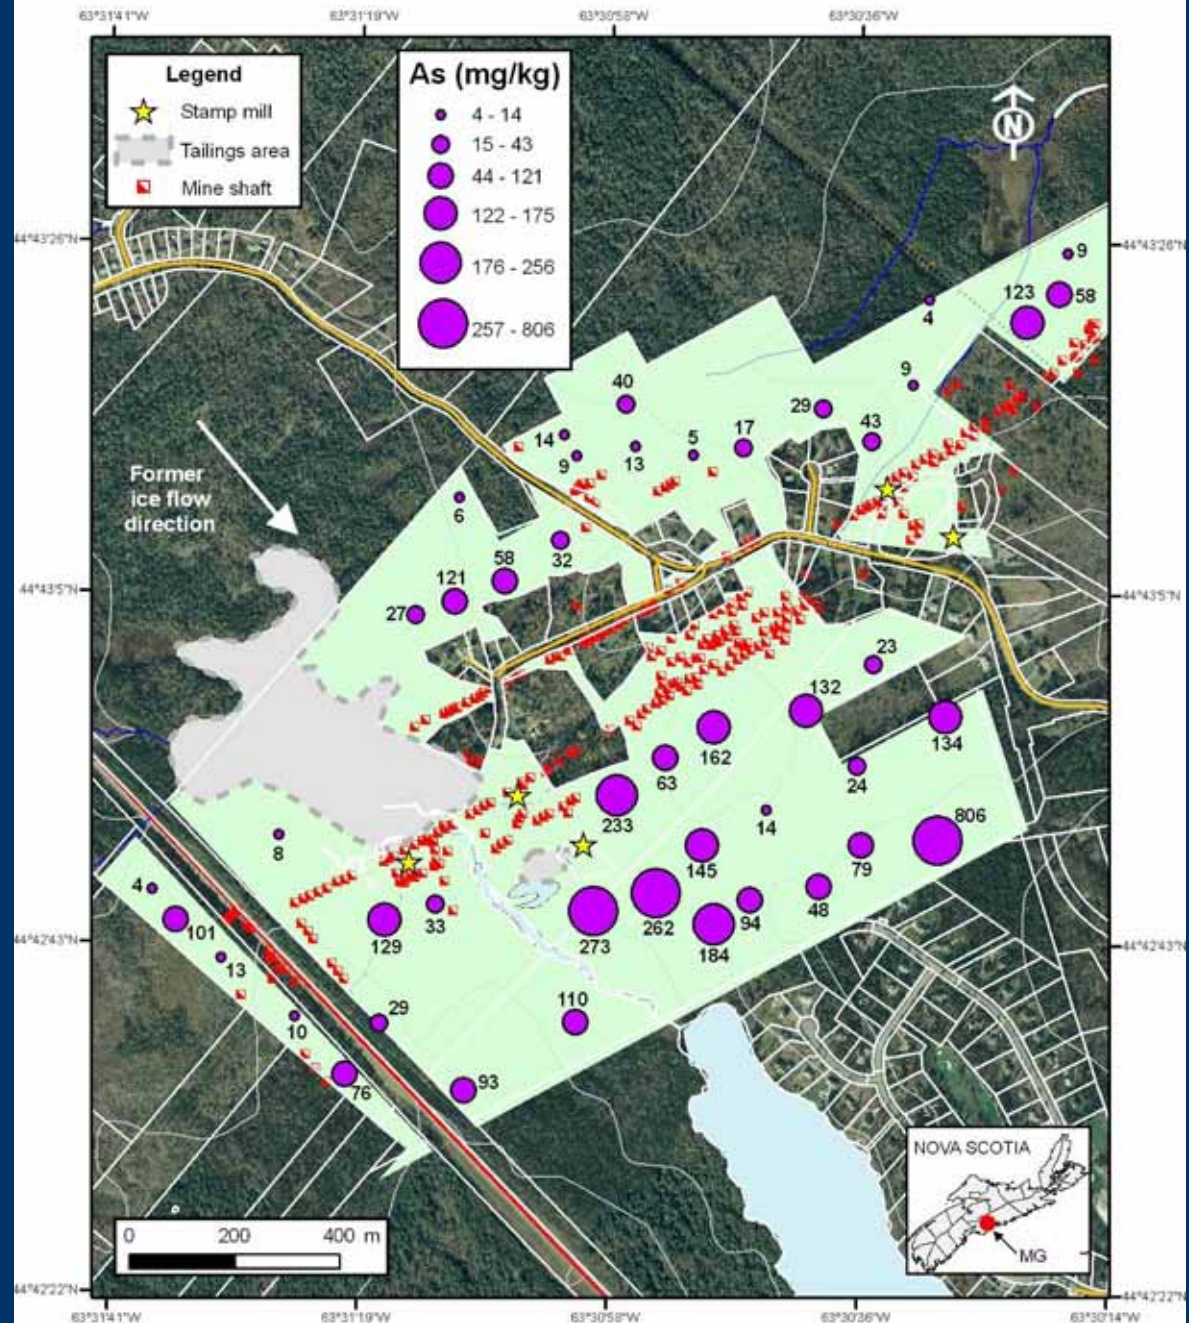 63°31'41"W 63°31'19"W 63°30'58"W 63°30'36"W
Legend
Stamp mill
Tailings area
Mine shaft
As (mg/kg)
4 - 14
15 - 43
44 - 121
122 - 175
176 - 256
257 - 806
N
44°43'26"N
44°43'26"N
9
58
123
4
9
40
29
43
17
14
5
13
9
Former
ice flow
direction
6
32
58
121
27
44°43'5"N
44°43'5"N
23
132
134
162
63
24
233
14
806
145
79
8
4
48
94
262
33
101
129
273
184
44°42'43"N
44°42'43"N
13
110
29
10
93
76
NOVA SCOTIA
MG
0 200 400 m
44°42'22"N
44°42'22"N
63°31'41"W 63°31'19"W 63°30'58"W 63°30'36"W 63°30'14"W